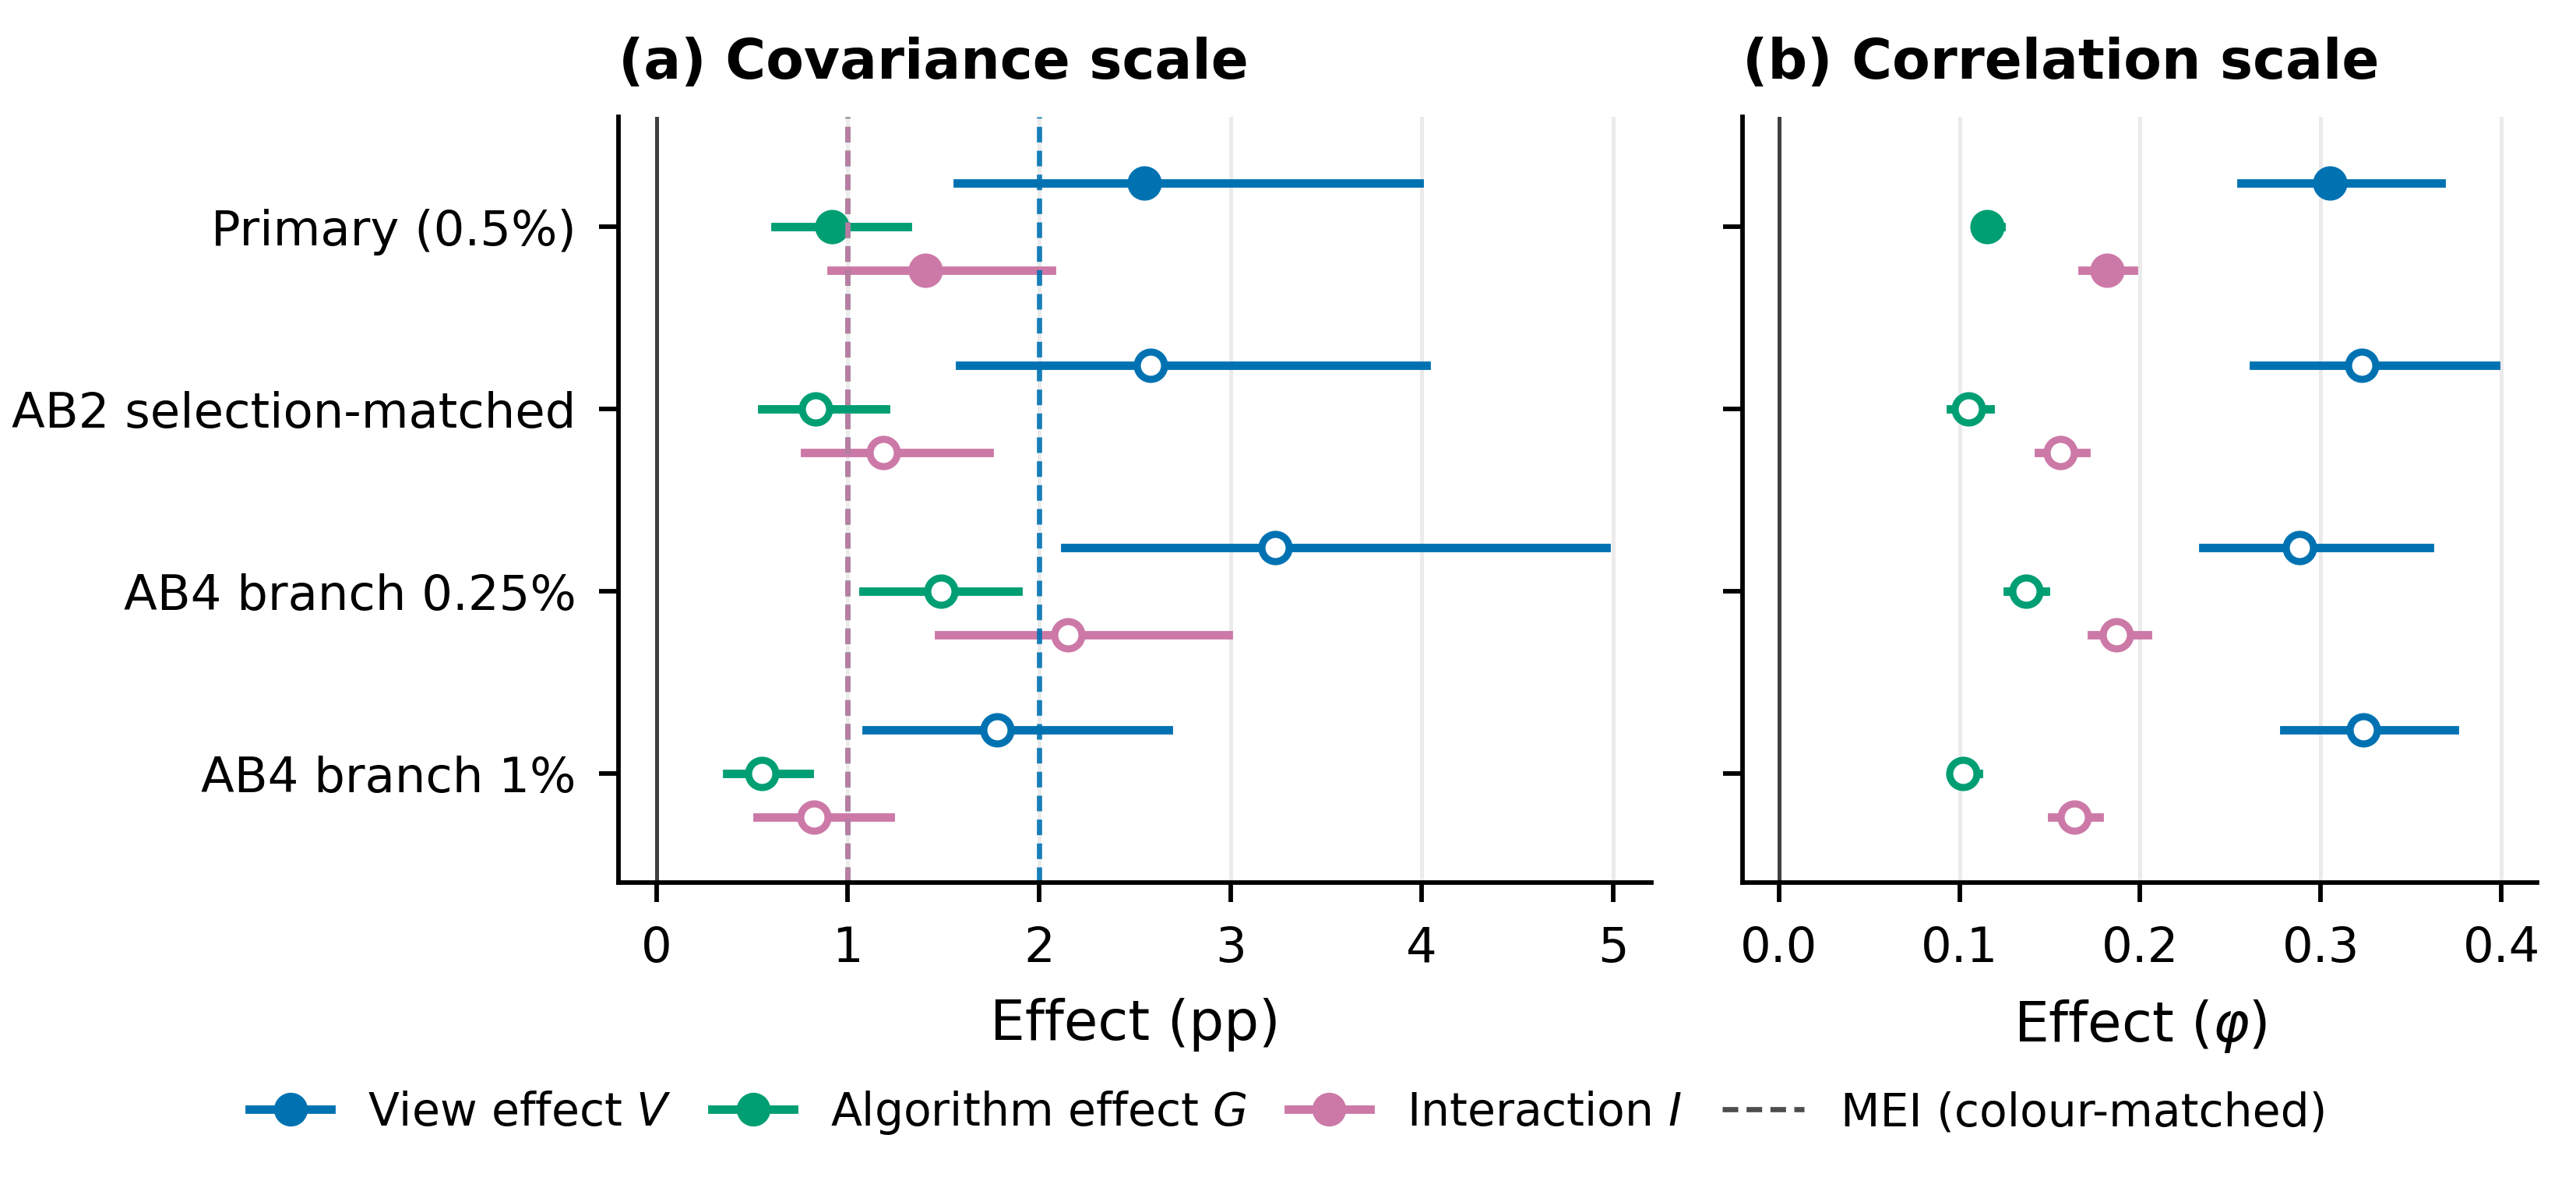 (a) Covariance scale
(b) Correlation scale
Primary (0.5%)
AB2 selection-matched
AB4 branch 0.25%
AB4 branch 1%
0 1 2 3 4 5
0.0 0.1 0.2 0.3 0.4
Effect (pp)
Effect (φ)
View effect V
Algorithm effect G
Interaction I
MEI (colour-matched)